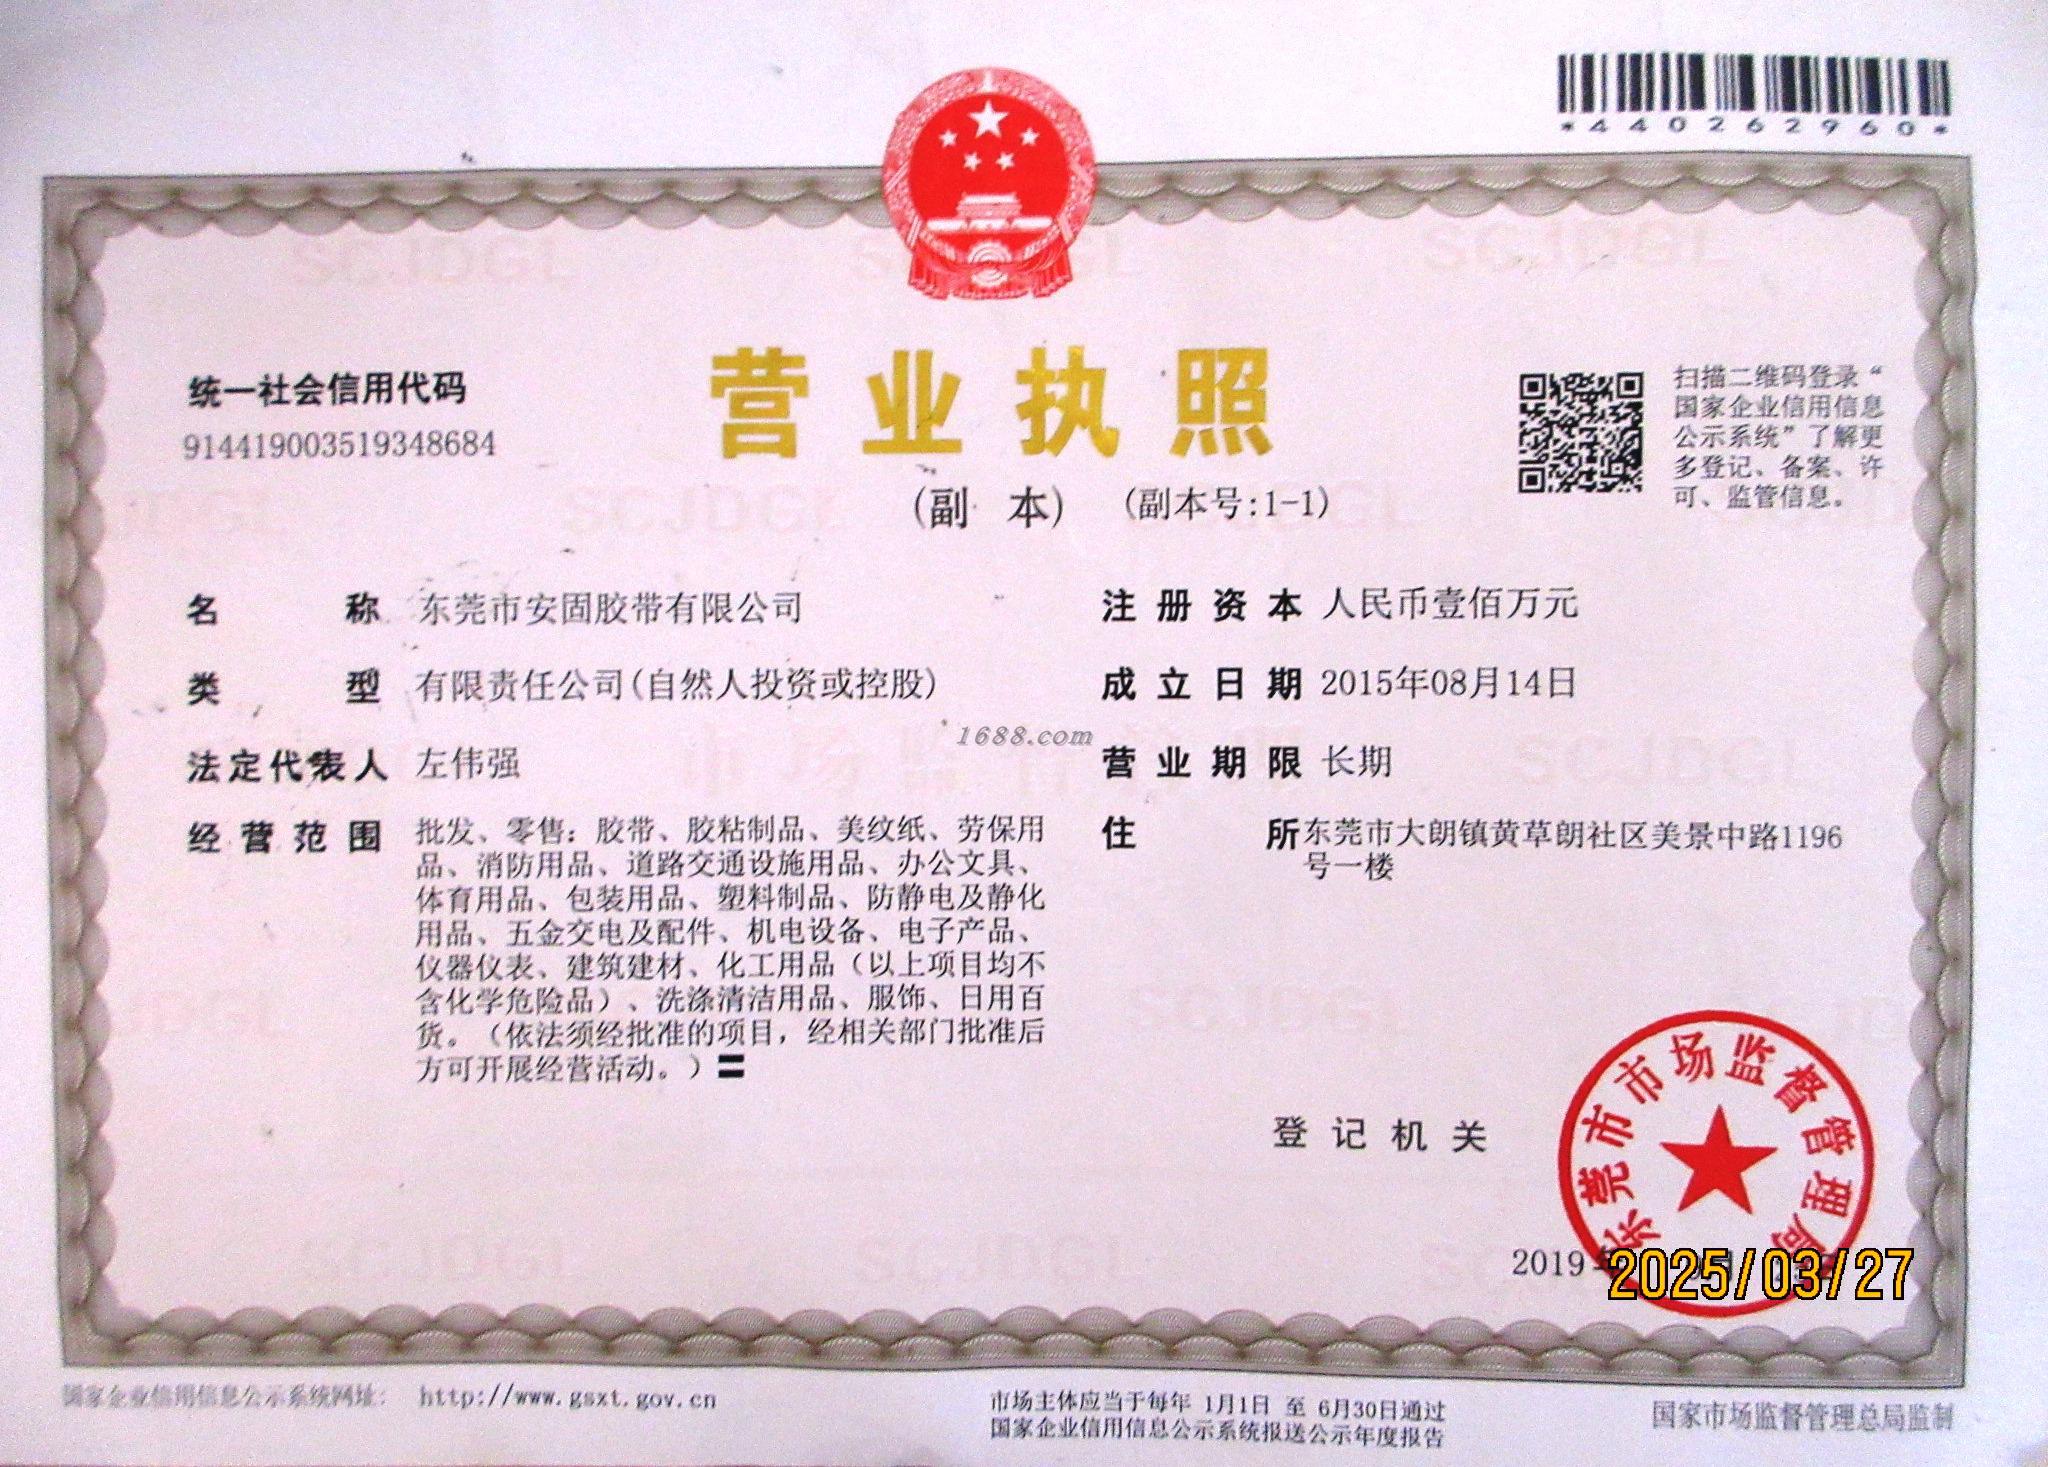 *440262960*
统一社会信用代码
914419003519348684
营业执照
(副 本) (副本号:1-1)
扫描二维码登录“
国家企业信用信息
公示系统”了解更
多登记、备案、许
可、监管信息。
名 称 东莞市安固胶带有限公司
类 型 有限责任公司(自然人投资或控股)
法定代表人 左伟强
经营范围 批发、零售：胶带、胶粘制品、美纹纸、劳保用
品、消防用品、道路交通设施用品、办公文具、
体育用品、包装用品、塑料制品、防静电及静化
用品、五金交电及配件、机电设备、电子产品、
仪器仪表、建筑建材、化工用品（以上项目均不
含化学危险品）、洗涤清洁用品、服饰、日用百
货。（依法须经批准的项目，经相关部门批准后
方可开展经营活动。）
注册资本 人民币壹佰万元
成立日期 2015年08月14日
营业期限 长期
住 所 东莞市大朗镇黄草朗社区美景中路1196
号一楼
1688.com
登记机关
东莞市市场监督管理局
2019年
2025/03/27
国家企业信用信息公示系统网址： http://www.gsxt.gov.cn
市场主体应当于每年 1月1日 至 6月30日通过
国家企业信用信息公示系统报送公示年度报告
国家市场监督管理总局监制